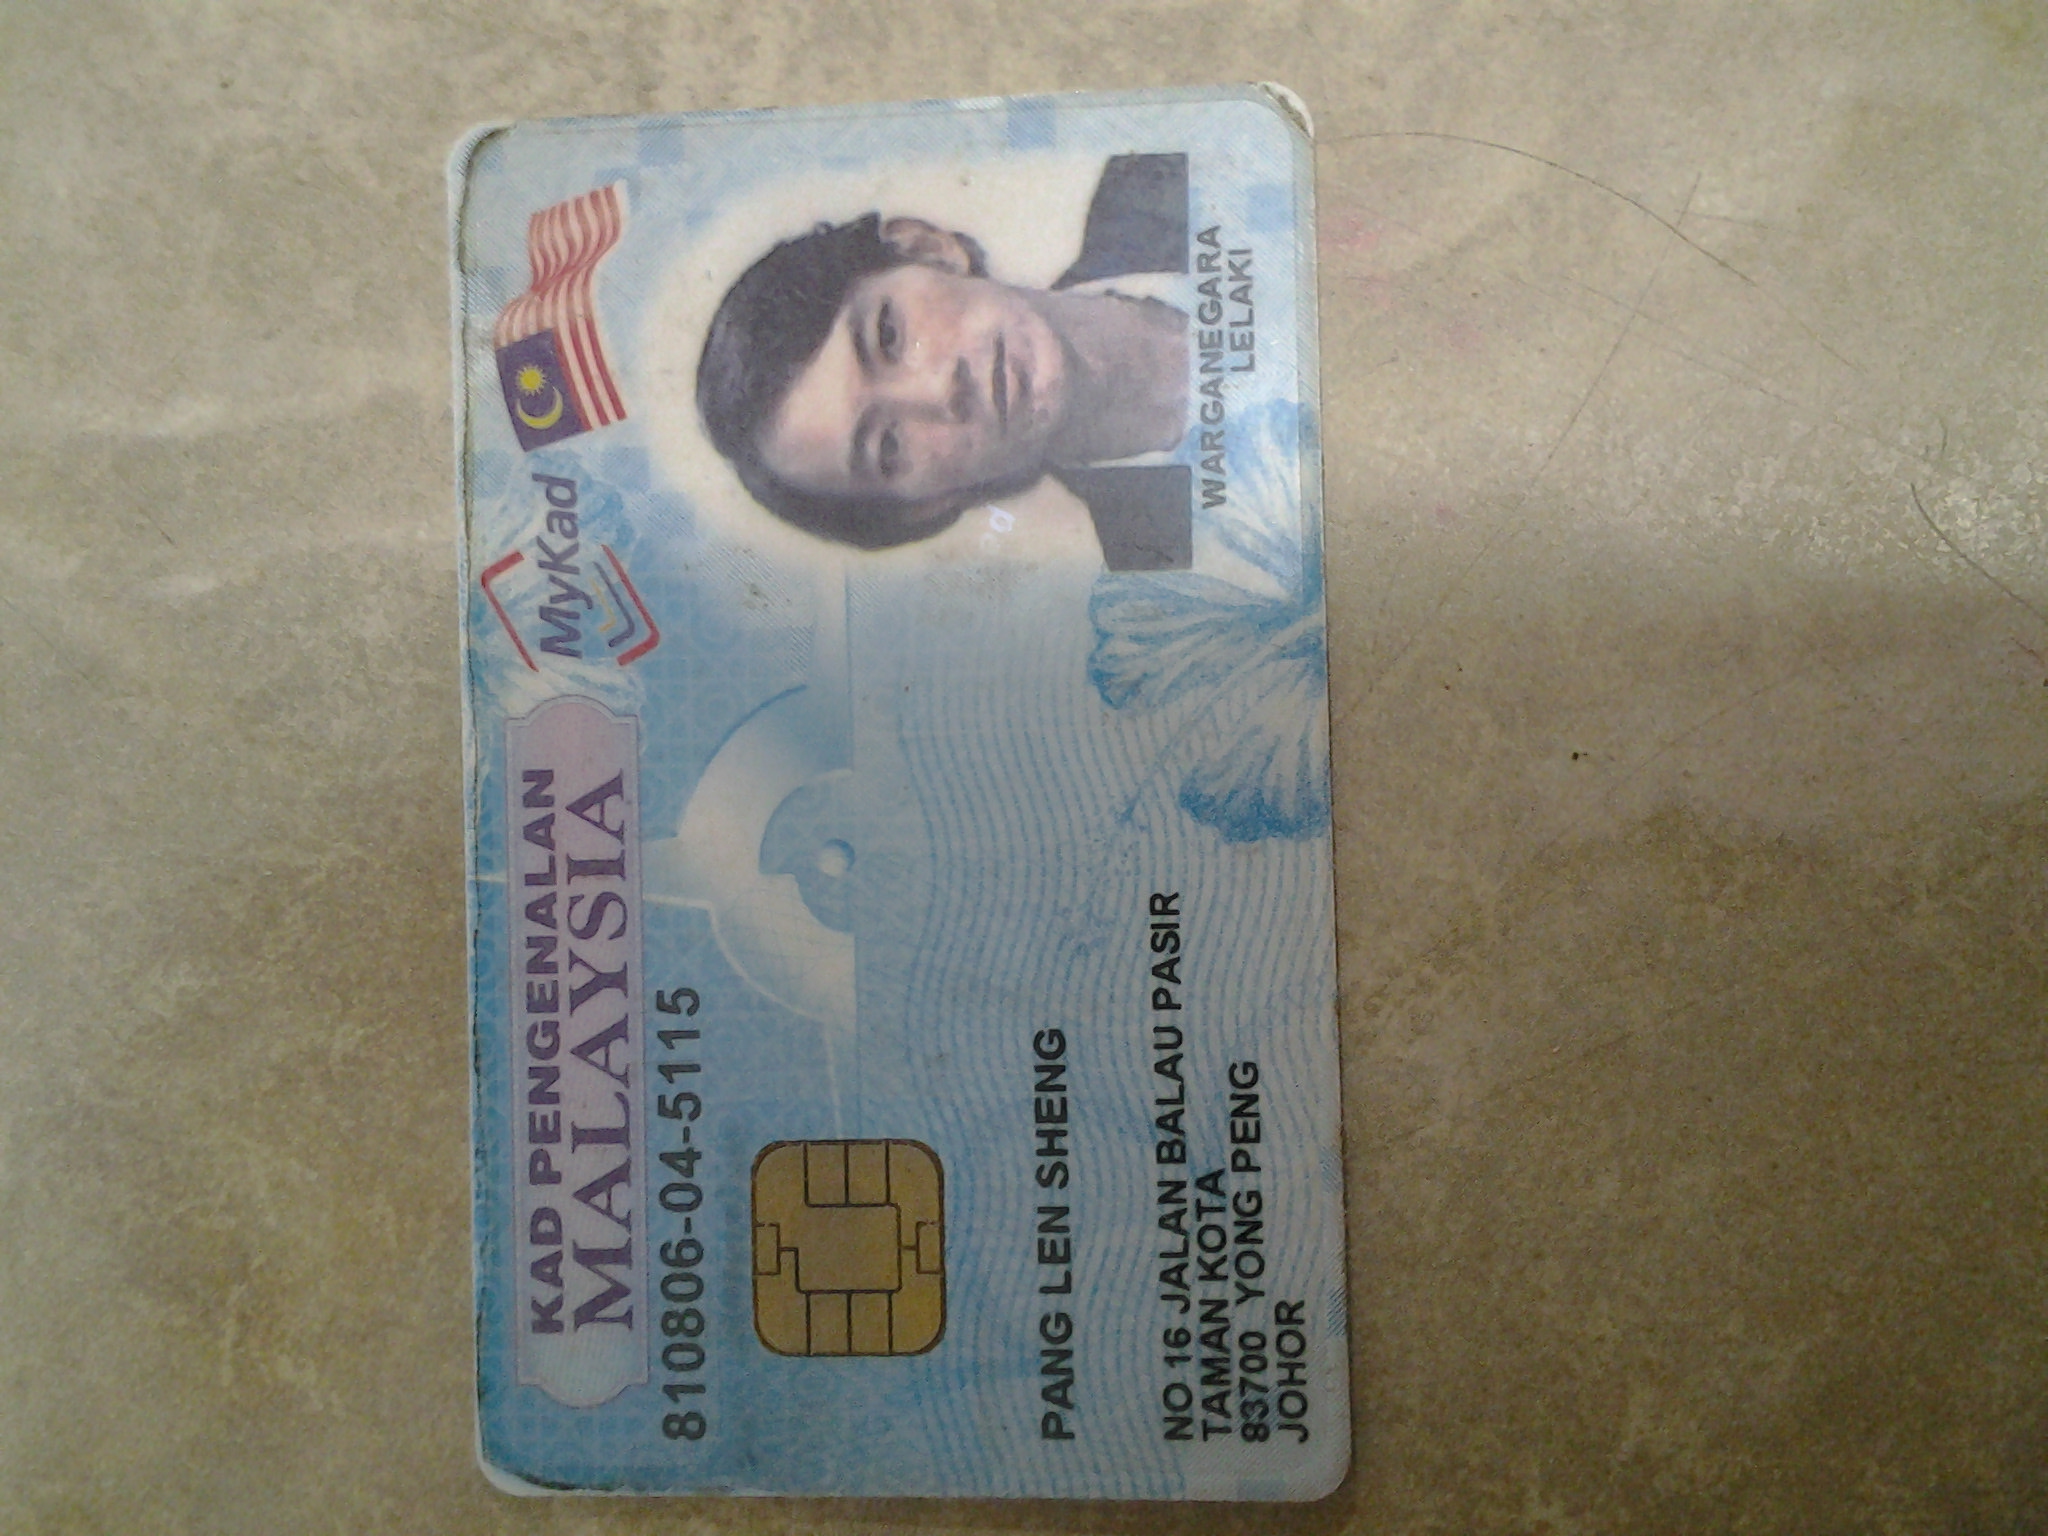 KAD PENGENALAN
MALAYSIA
MyKad
810806-04-5115
PANG LEN SHENG
NO 16 JALAN BALAU PASIR
TAMAN KOTA
83700 YONG PENG
JOHOR
WARGANEGARA
LELAKI